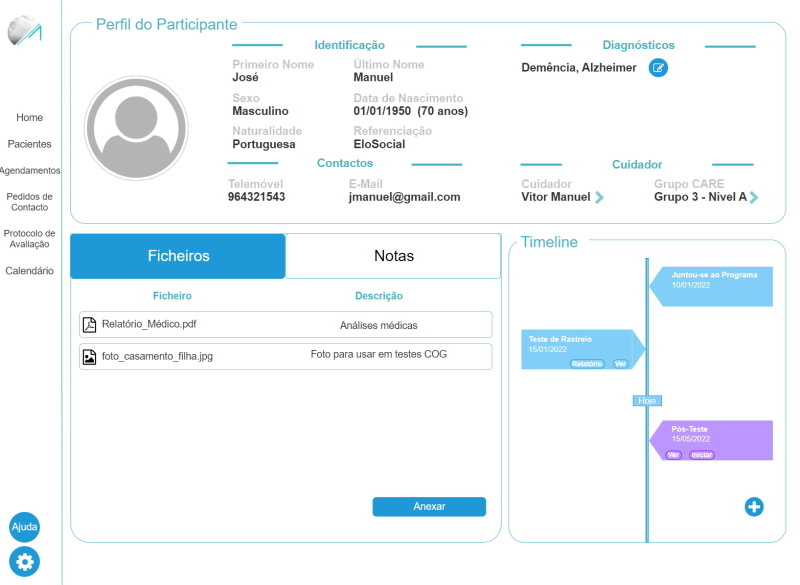 Perfil do Participante
Identificação
Diagnósticos
Primeiro Nome
Último Nome
José
Manuel
Demência, Alzheimer
Sexo
Data de Nascimento
Masculino
01/01/1950 (70 anos)
Naturalidade
Referenciação
Portuguesa
EloSocial
Contactos
Cuidador
Telemóvel
E-Mail
Cuidador
Grupo CARE
964321543
jmanuel@gmail.com
Vitor Manuel
Grupo 3 - Nível A
Home
Pacientes
Agendamentos
Pedidos de
Contacto
Protocolo de
Avaliação
Calendário
Ajuda
Ficheiros
Notas
Ficheiro
Descrição
Relatório_Médico.pdf
Análises médicas
foto_casamento_filha.jpg
Foto para usar em testes COG
Anexar
Timeline
Juntou-se ao Programa
10/01/2022
Teste de Rastreio
15/01/2022
Relatório
Ver
Hoje
Pós-Teste
15/05/2022
Ver
Iniciar